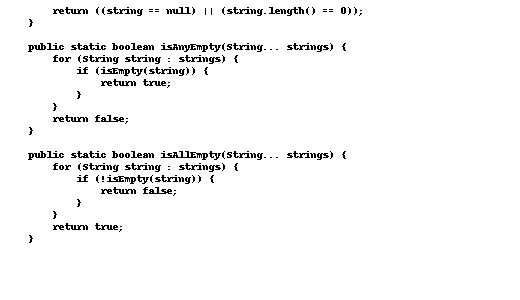 return ((string == null) || (string.length() == 0));
}
public static boolean isAnyEmpty(String... strings) {
for (String string : strings) {
if (isEmpty(string)) {
return true;
}
}
return false;
}
public static boolean isAllEmpty(String... strings) {
for (String string : strings) {
if (!isEmpty(string)) {
return false;
}
}
return true;
}